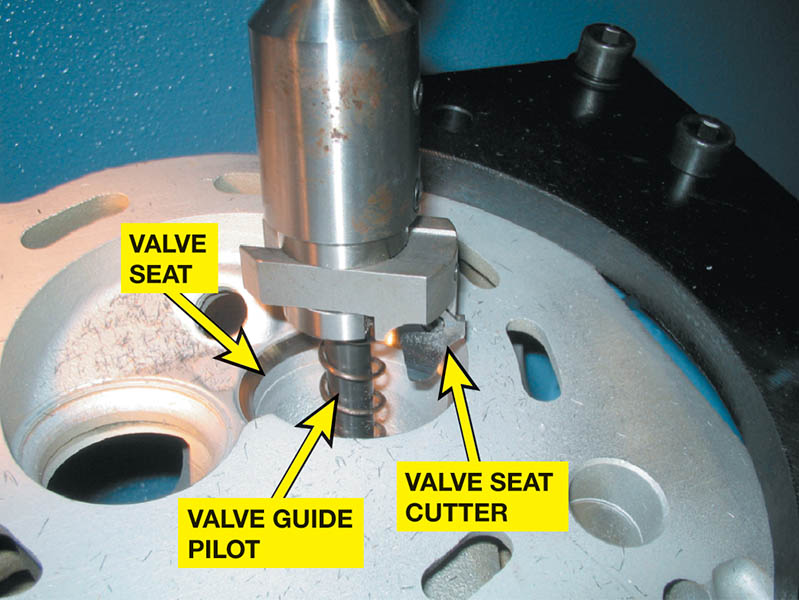 VALVE
SEAT
VALVE GUIDE
PILOT
VALVE SEAT
CUTTER